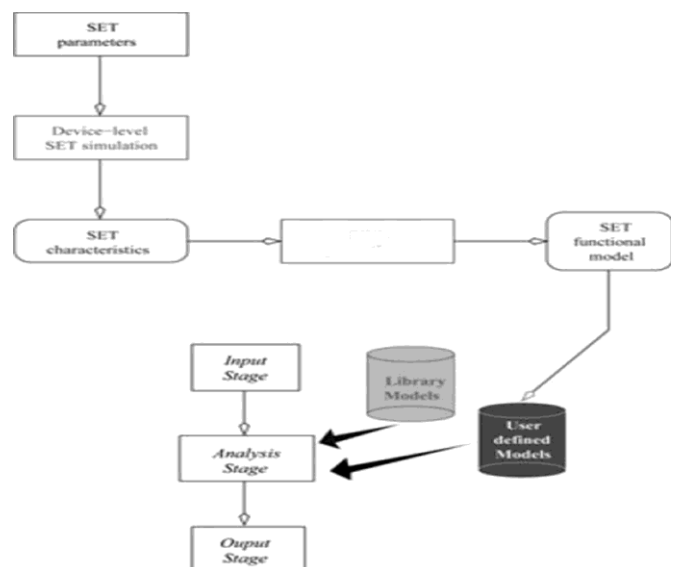 SET
parameters
Device-level
SET simulation
SET
characteristics
SET
functional
model
Input
Stage
Library
Models
User
defined
Models
Analysis
Stage
Ouput
Stage